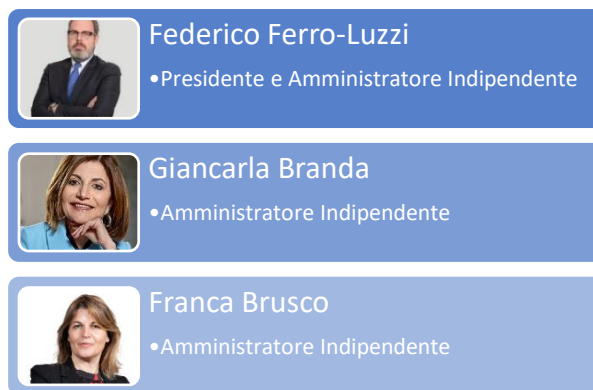 Federico Ferro-Luzzi
•Presidente e Amministratore Indipendente
Giancarla Branda
•Amministratore Indipendente
Franca Brusco
•Amministratore Indipendente